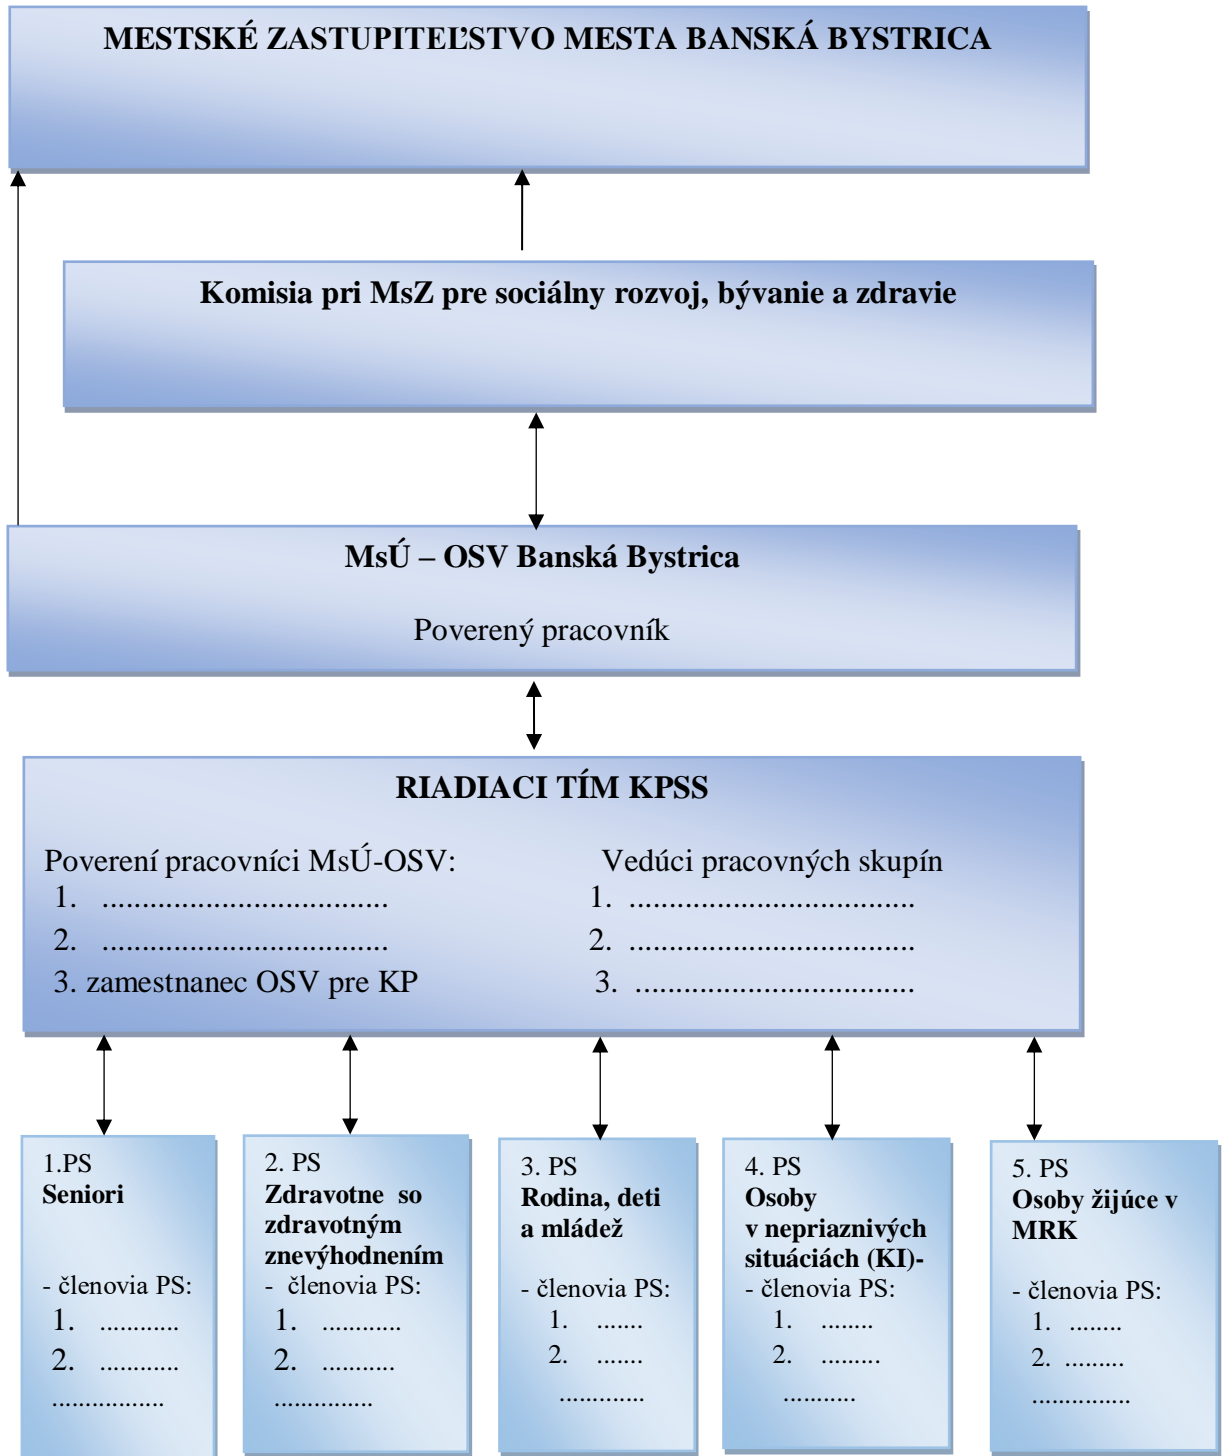 MESTSKÉ ZASTUPITEĽSTVO MESTA BANSKÁ BYSTRICA
Komisia pri MsZ pre sociálny rozvoj, bývanie a zdravie
MsÚ – OSV Banská Bystrica
Poverený pracovník
RIADIACI TÍM KPSS
Poverení pracovníci MsÚ-OSV:
1. ....................................
2. ....................................
3. zamestnanec OSV pre KP
Vedúci pracovných skupín
1. ....................................
2. ....................................
3. ...................................
1.PS
Seniori
- členovia PS:
1. ............
2. ............
.................
2. PS
Zdravotne so
zdravotným
znevýhodnením
- členovia PS:
1. ............
2. ............
...............
3. PS
Rodina, deti
a mládež
- členovia PS:
1. .......
2. .......
.............
4. PS
Osoby
v nepriaznivých
situáciách (KI)-
- členovia PS:
1. ........
2. .........
...........
5. PS
Osoby žijúce v
MRK
- členovia PS:
1. ........
2. .........
...............